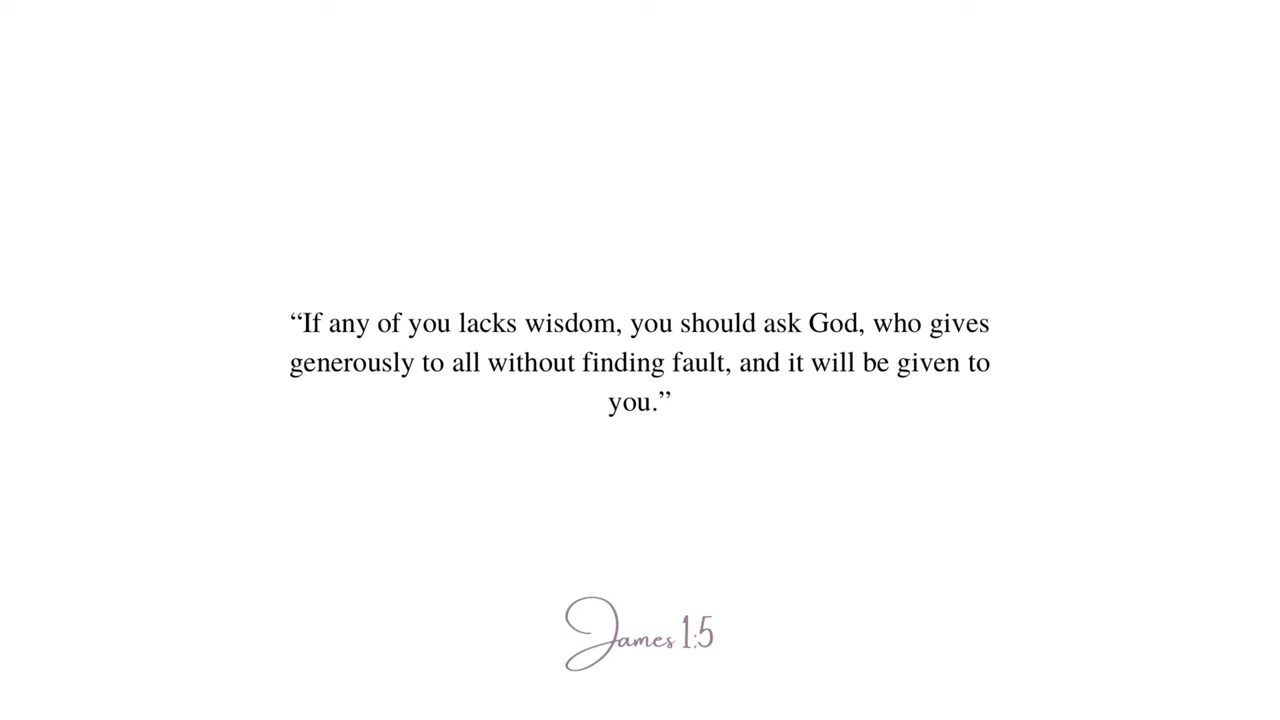 “If any of you lacks wisdom, you should ask God, who gives
generously to all without finding fault, and it will be given to
you.”
James 1:5